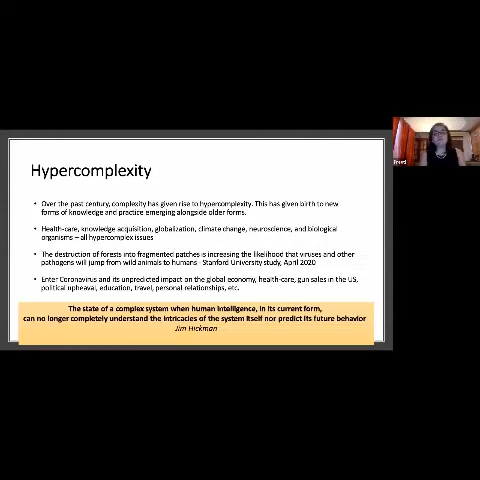 Hypercomplexity
• Over the past century, complexity has given rise to hypercomplexity. This has given birth to new
forms of knowledge and practice emerging alongside older forms.
• Health-care, knowledge acquisition, globalization, climate change, neuroscience, and biological
organisms – all hypercomplex issues
• The destruction of forests into fragmented patches is increasing the likelihood that viruses and other
pathogens will jump from wild animals to humans - Stanford University study, April 2020
• Enter Coronavirus and its unpredicted impact on the global economy, health-care, gun sales in the US,
political upheaval, education, travel, personal relationships, etc.
The state of a complex system when human intelligence, in its current form,
can no longer completely understand the intricacies of the system itself nor predict its future behavior
Jim Hickman